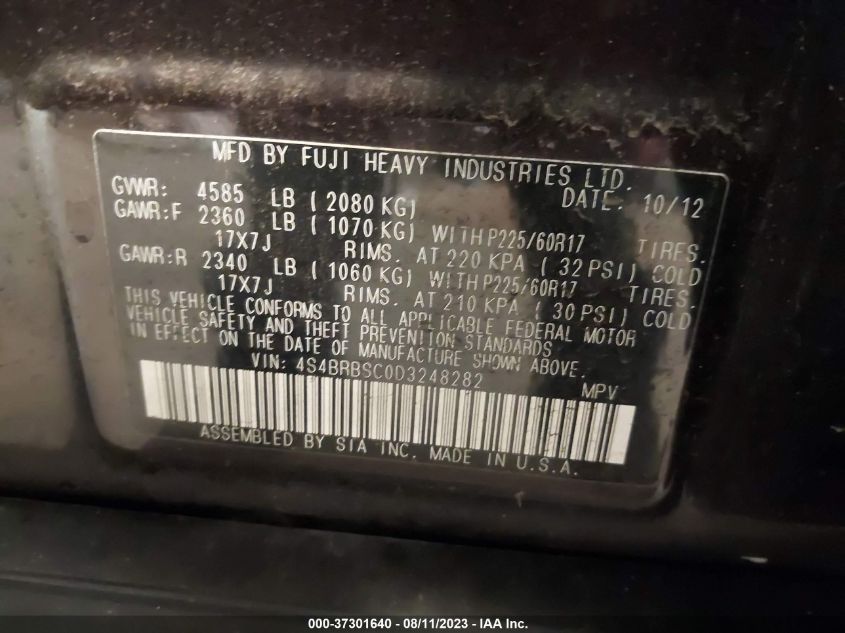 MFD BY FUJI HEAVY INDUSTRIES LTD.
GVWR: 4585 LB ( 2080 KG) DATE: 10/12
GAWR:F 2360 LB ( 1070 KG) WITH P225/60R17 TIRES.
17X7J RIMS. AT 220 KPA ( 32 PSI) COLD
GAWR:R 2340 LB ( 1060 KG) WITH P225/60R17 TIRES.
17X7J RIMS. AT 210 KPA ( 30 PSI) COLD
THIS VEHICLE CONFORMS TO ALL APPLICABLE FEDERAL MOTOR
VEHICLE SAFETY AND THEFT PREVENTION STANDARDS
IN EFFECT ON THE DATE OF MANUFACTURE SHOWN ABOVE.
VIN: 4S4BRBSC0D3248282 MPV
ASSEMBLED BY SIA INC. MADE IN U.S.A.
000-37301640 - 08/11/2023 - IAA Inc.